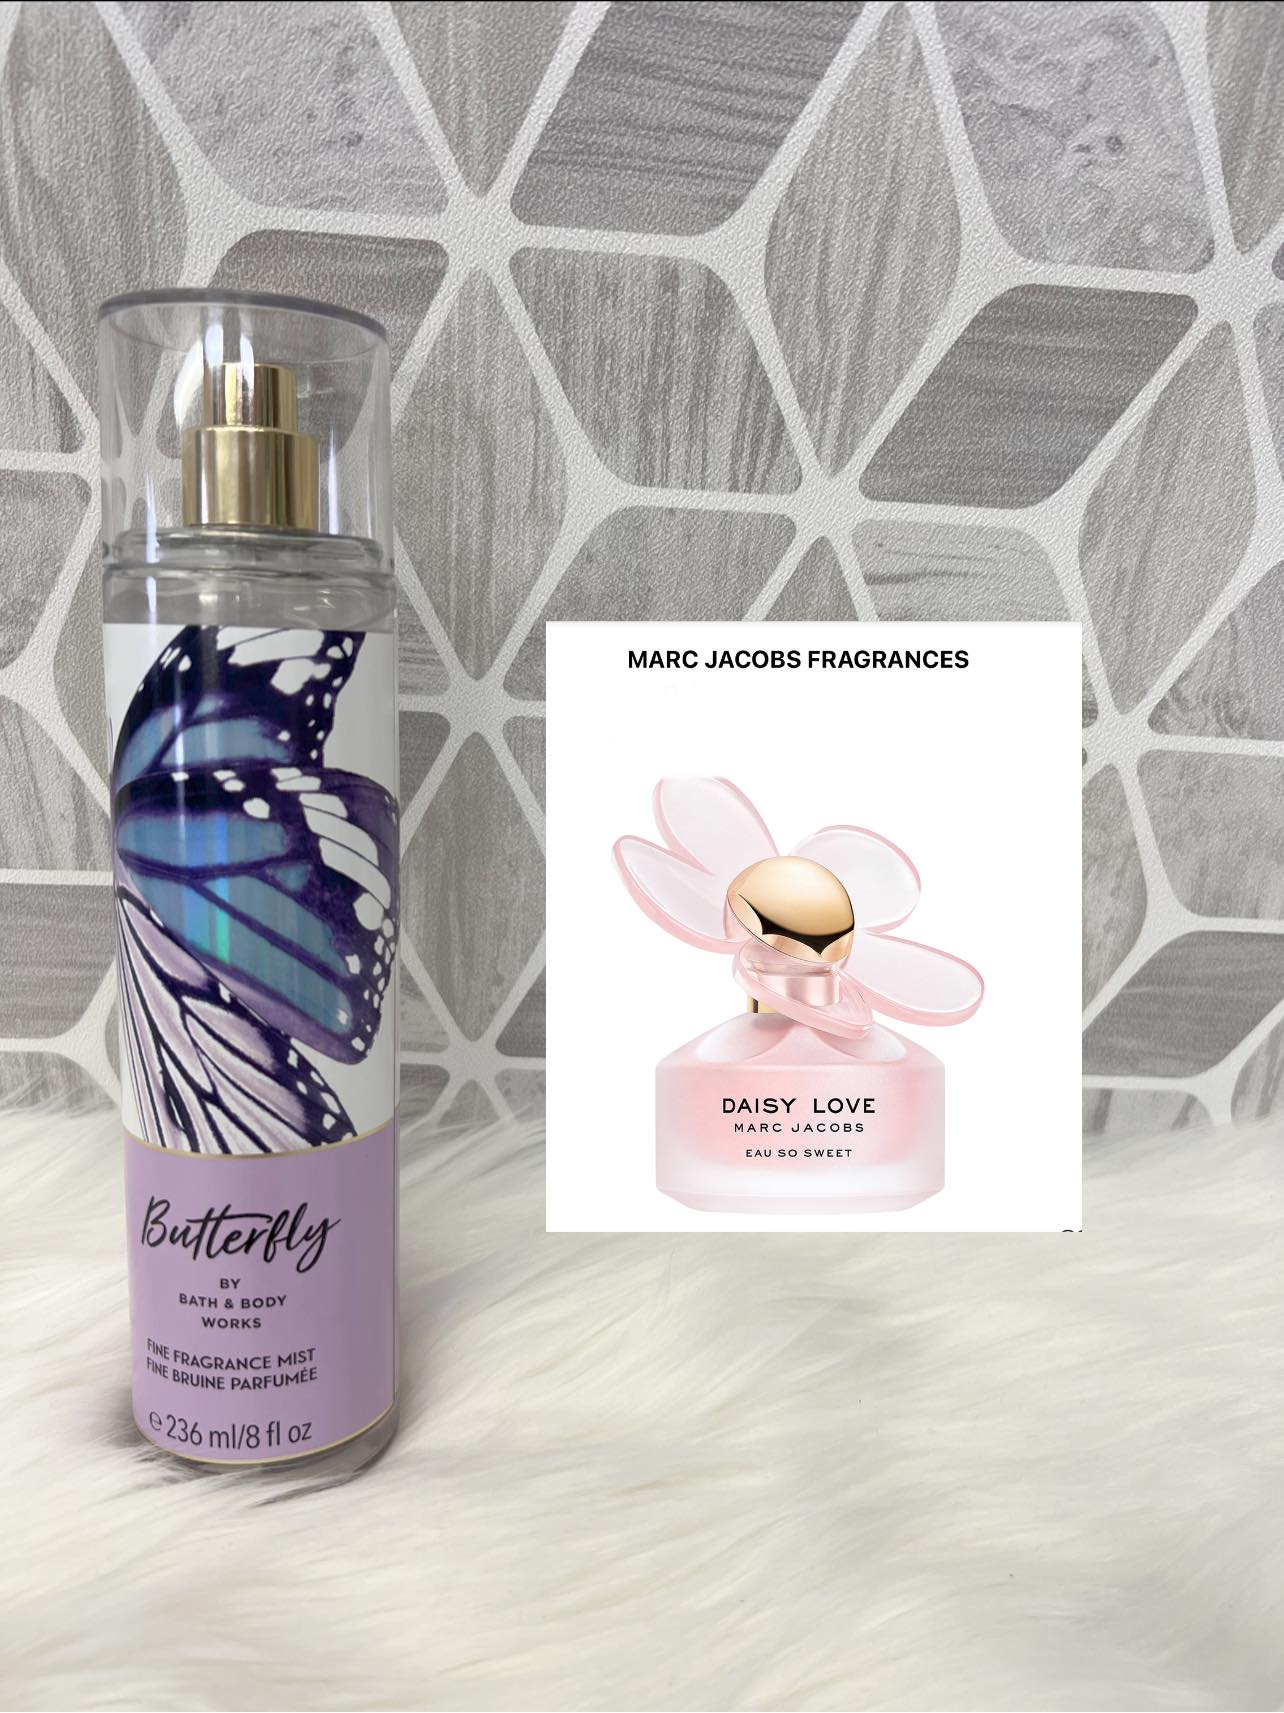 Butterfly
BY
BATH & BODY
WORKS
FINE FRAGRANCE MIST
FINE BRUINE PARFUMÉE
℮ 236 ml/8 fl oz
MARC JACOBS FRAGRANCES
DAISY LOVE
MARC JACOBS
EAU SO SWEET